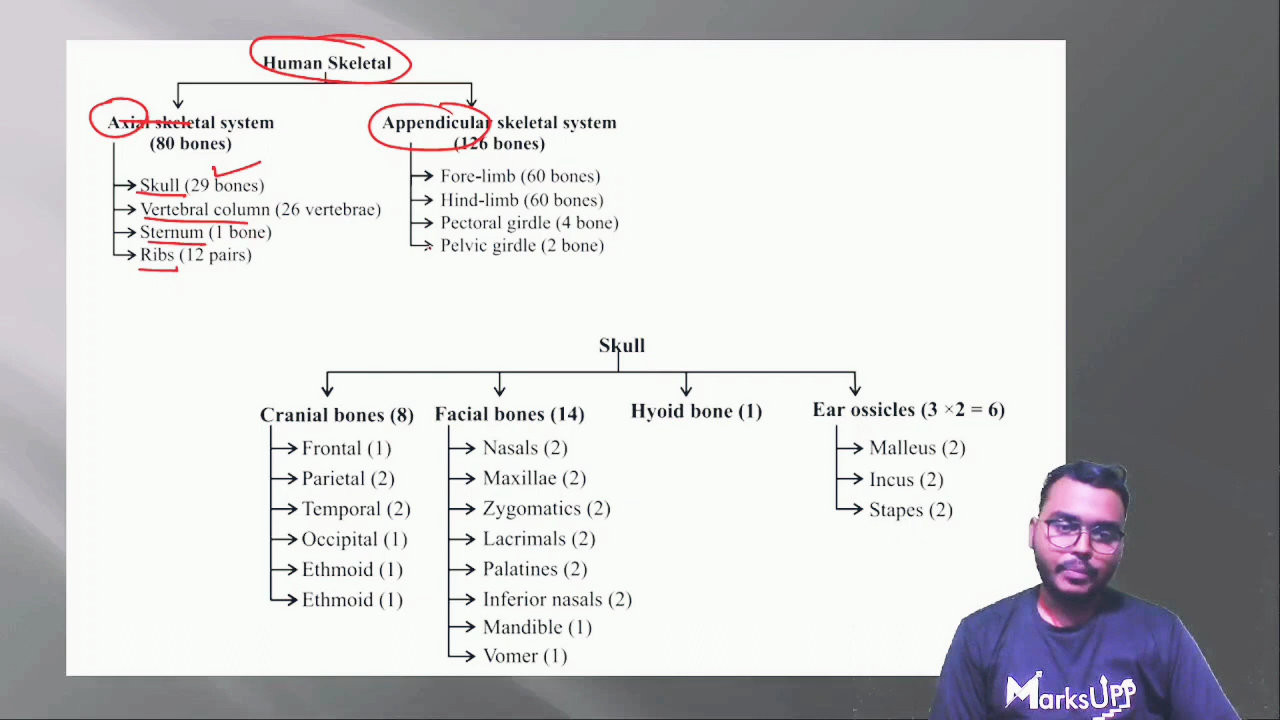 Human Skeletal
Axial skeletal system
(80 bones)
Skull (29 bones)
Vertebral column (26 vertebrae)
Sternum (1 bone)
Ribs (12 pairs)
Appendicular skeletal system
(126 bones)
Fore-limb (60 bones)
Hind-limb (60 bones)
Pectoral girdle (4 bone)
Pelvic girdle (2 bone)
Skull
Cranial bones (8)
Frontal (1)
Parietal (2)
Temporal (2)
Occipital (1)
Ethmoid (1)
Ethmoid (1)
Facial bones (14)
Nasals (2)
Maxillae (2)
Zygomatics (2)
Lacrimals (2)
Palatines (2)
Inferior nasals (2)
Mandible (1)
Vomer (1)
Hyoid bone (1)
Ear ossicles (3 ×2 = 6)
Malleus (2)
Incus (2)
Stapes (2)
MarksUPP